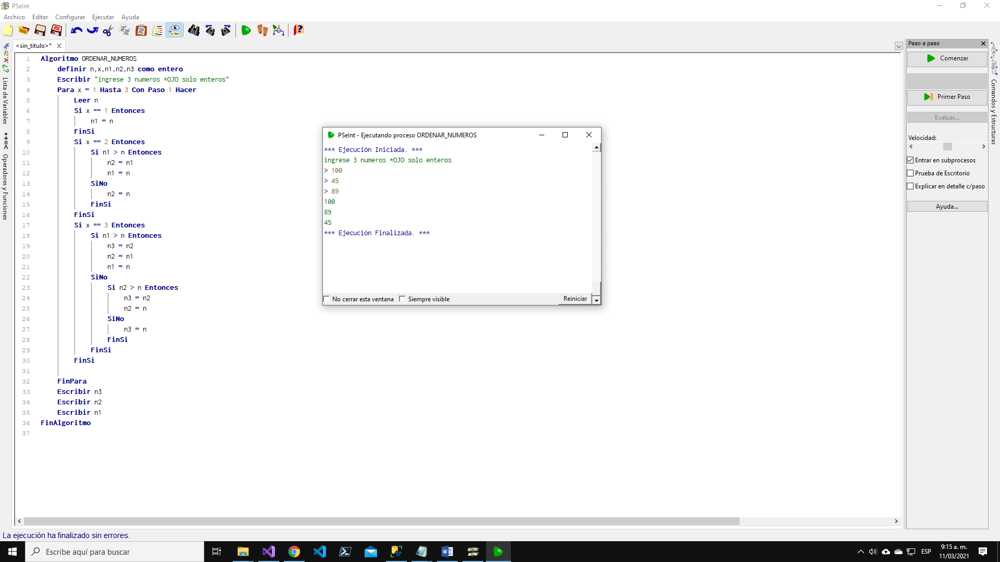 PSeInt
Archivo Editar Configurar Ejecutar Ayuda
<sin_titulo>*
1 Algoritmo ORDENAR_NUMEROS
2 definir n,x,n1,n2,n3 como entero
3 Escribir "ingrese 3 numeros *OJO solo enteros"
4 Para x = 1 Hasta 3 Con Paso 1 Hacer
5 Leer n
6 Si x == 1 Entonces
7 n1 = n
8 FinSi
9 Si x == 2 Entonces
10 Si n1 > n Entonces
11 n2 = n1
12 n1 = n
13 SiNo
14 n2 = n
15 FinSi
16 FinSi
17 Si x == 3 Entonces
18 Si n1 > n Entonces
19 n3 = n2
20 n2 = n1
21 n1 = n
22 SiNo
23 Si n2 > n Entonces
24 n3 = n2
25 n2 = n
26 SiNo
27 n3 = n
28 FinSi
29 FinSi
30 FinSi
31
32 FinPara
33 Escribir n3
34 Escribir n2
35 Escribir n1
36 FinAlgoritmo
37
Lista de Variables
*+=< Operadores y Funciones
PSeInt - Ejecutando proceso ORDENAR_NUMEROS
*** Ejecución Iniciada. ***
ingrese 3 numeros *OJO solo enteros
> 100
> 45
> 89
100
89
45
*** Ejecución Finalizada. ***
No cerrar esta ventana Siempre visible Reiniciar
Paso a paso
Comenzar
Primer Paso
Evaluar...
Velocidad:
Entrar en subprocesos
Prueba de Escritorio
Explicar en detalle c/paso
Ayuda...
Comandos y Estructuras
La ejecución ha finalizado sin errores.
Escribe aquí para buscar
ESP
9:15 a. m.
11/03/2021